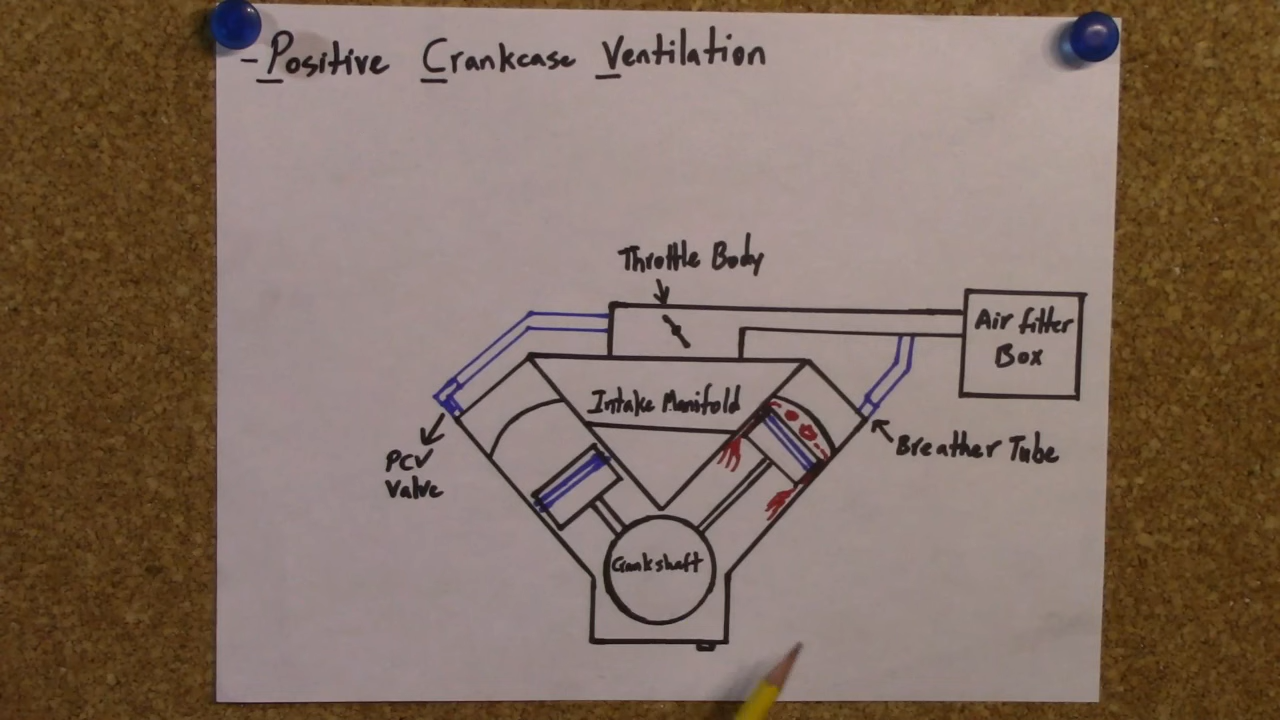 - Positive Crankcase Ventilation
Throttle Body
Air filter
Box
Intake Manifold
Breather Tube
PCV
Valve
Crankshaft